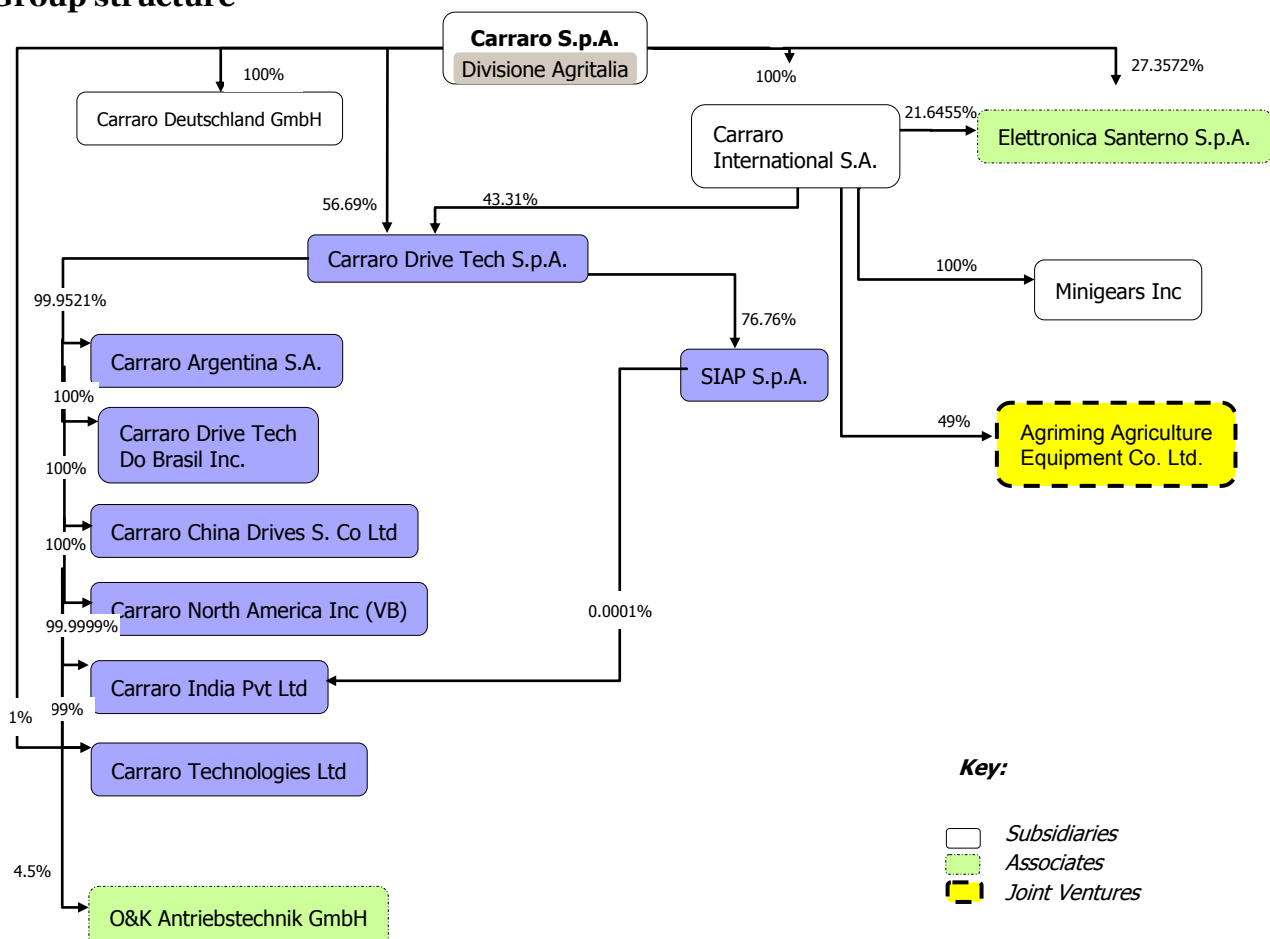 Group structure
Carraro S.p.A.
Divisione Agritalia
100%
100%
27.3572%
Carraro Deutschland GmbH
Carraro
International S.A.
21.6455%
Elettronica Santerno S.p.A.
56.69%
43.31%
Carraro Drive Tech S.p.A.
100%
Minigears Inc
99.9521%
76.76%
Carraro Argentina S.A.
SIAP S.p.A.
100%
Carraro Drive Tech
Do Brasil Inc.
49%
Agriming Agriculture
Equipment Co. Ltd.
100%
Carraro China Drives S. Co Ltd
100%
Carraro North America Inc (VB)
0.0001%
99.9999%
Carraro India Pvt Ltd
99%
1%
Carraro Technologies Ltd
Key:
Subsidiaries
Associates
Joint Ventures
4.5%
O&K Antriebstechnik GmbH